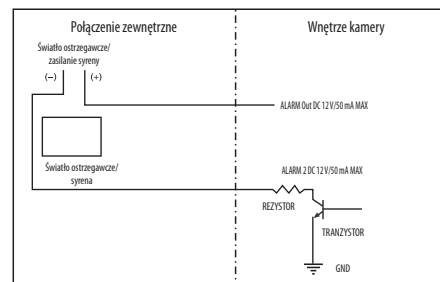 Połączenie zewnętrzne
Wnętrze kamery
Światło ostrzegawcze/
zasilanie syreny
(–) (+)
ALARM Out DC 12 V/50 mA MAX
Światło ostrzegawcze/
syrena
ALARM 2 DC 12 V/50 mA MAX
REZYSTOR
TRANZYSTOR
GND